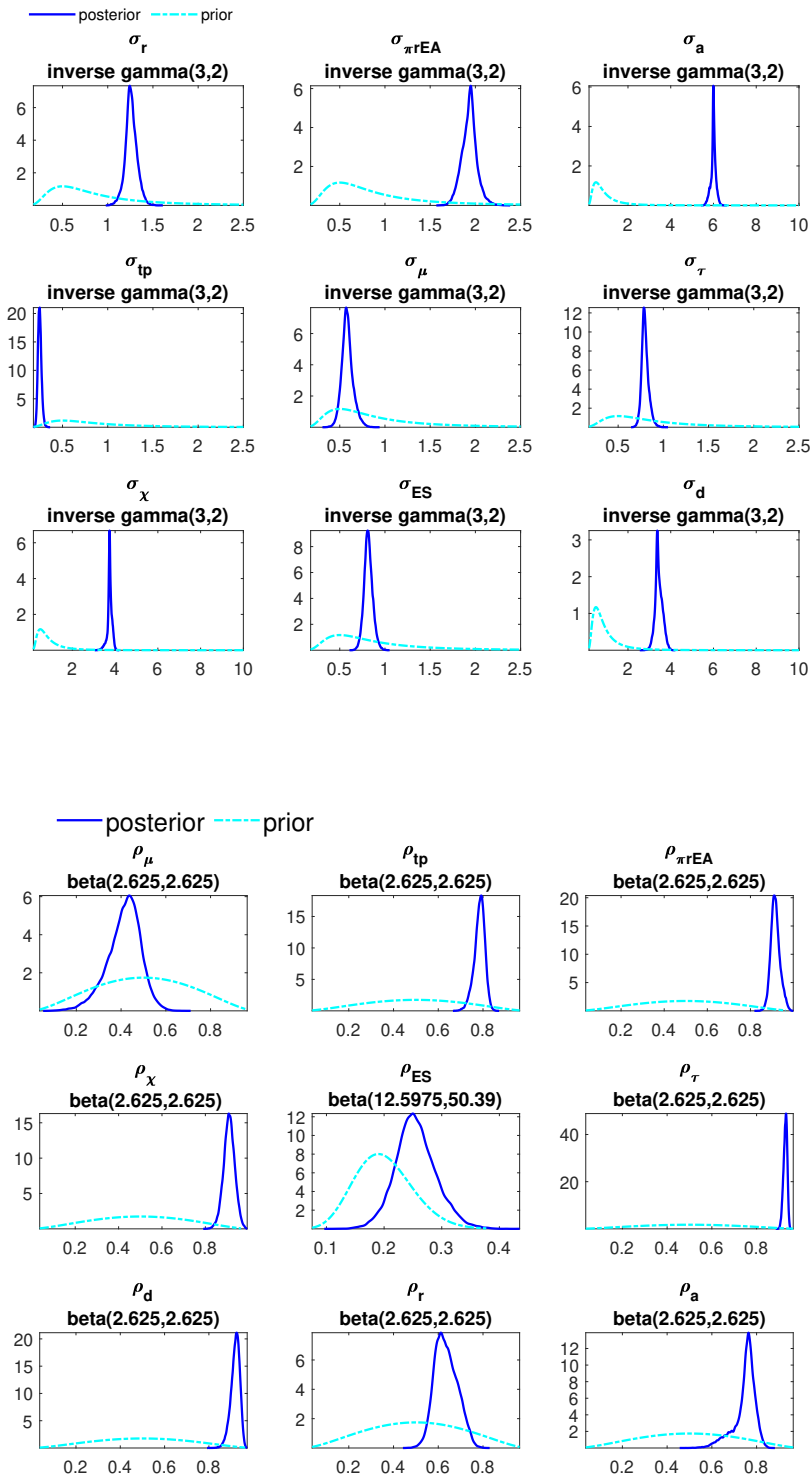 posterior prior
σr σπrEA σa
inverse gamma(3,2) inverse gamma(3,2) inverse gamma(3,2)
6 6 6
4 4 4
2 2 2
0.5 1 1.5 2 2.5 0.5 1 1.5 2 2.5 2 4 6 8 10
σtp σμ στ
inverse gamma(3,2) inverse gamma(3,2) inverse gamma(3,2)
20 12
15 6 10
10 4 8
6
5 2 4
2
0.5 1 1.5 2 2.5 0.5 1 1.5 2 2.5 0.5 1 1.5 2 2.5
σχ σES σd
inverse gamma(3,2) inverse gamma(3,2) inverse gamma(3,2)
6 8 3
4 6 2
4
2 2 1
2 4 6 8 10 0.5 1 1.5 2 2.5 2 4 6 8 10
posterior prior
ρμ ρtp ρπrEA
beta(2.625,2.625) beta(2.625,2.625) beta(2.625,2.625)
6 15 20
4 10 15
10
2 5 5
0.2 0.4 0.6 0.8 0.2 0.4 0.6 0.8 0.2 0.4 0.6 0.8
ρχ ρES ρτ
beta(2.625,2.625) beta(12.5975,50.39) beta(2.625,2.625)
15 12 40
10 10
8
6 20
5 4
2
0.2 0.4 0.6 0.8 0.1 0.2 0.3 0.4 0.2 0.4 0.6 0.8
ρd ρr ρa
beta(2.625,2.625) beta(2.625,2.625) beta(2.625,2.625)
20 6 12
15 10
4 8
10 6
5 2 4
2
0.2 0.4 0.6 0.8 0.2 0.4 0.6 0.8 0.2 0.4 0.6 0.8